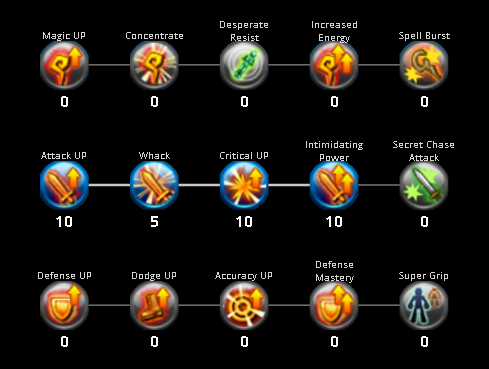 Magic UP Concentrate Desperate Resist Increased Energy Spell Burst
0 0 0 0 0
Attack UP Whack Critical UP Intimidating Power Secret Chase Attack
10 5 10 10 0
Defense UP Dodge UP Accuracy UP Defense Mastery Super Grip
0 0 0 0 0